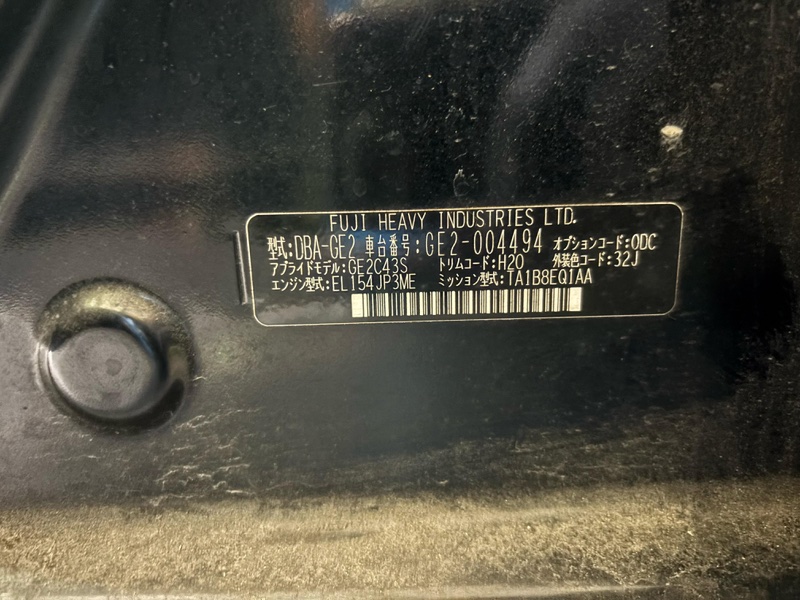 FUJI HEAVY INDUSTRIES LTD.
型式:DBA-GE2 車台番号:GE2-004494 オプションコード:ODC
アプライドモデル:GE2C43S トリムコード:H20 外装色コード:32J
エンジン型式:EL154JP3ME ミッション型式:TA1B8EQ1AA